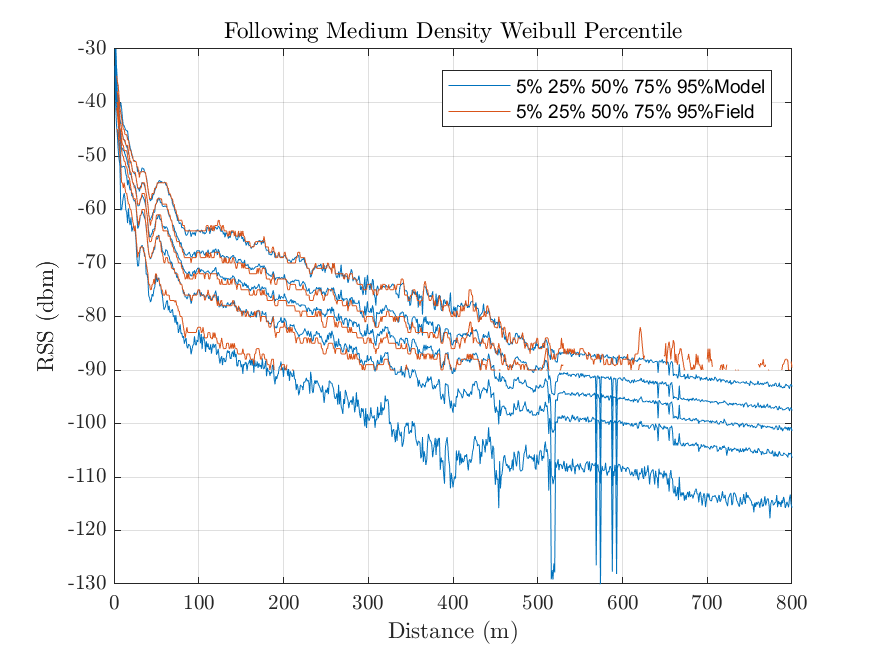 Following Medium Density Weibull Percentile
-30
-40
-50
-60
-70
-80
-90
-100
-110
-120
-130
RSS (dbm)
5% 25% 50% 75% 95%Model
5% 25% 50% 75% 95%Field
0 100 200 300 400 500 600 700 800
Distance (m)